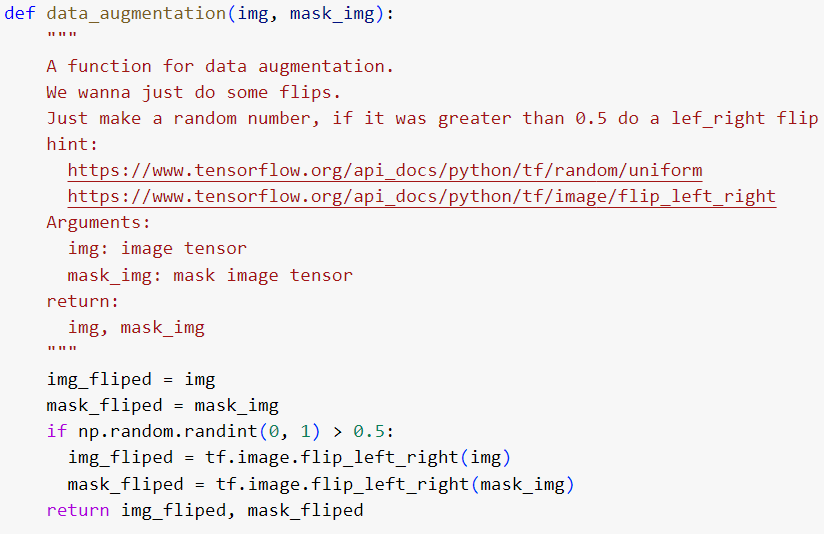 def data_augmentation(img, mask_img):
    """
    A function for data augmentation.
    We wanna just do some flips.
    Just make a random number, if it was greater than 0.5 do a lef_right flip
    hint:
      https://www.tensorflow.org/api_docs/python/tf/random/uniform
      https://www.tensorflow.org/api_docs/python/tf/image/flip_left_right
    Arguments:
      img: image tensor
      mask_img: mask image tensor
    return:
      img, mask_img
    """
    img_fliped = img
    mask_fliped = mask_img
    if np.random.randint(0, 1) > 0.5:
      img_fliped = tf.image.flip_left_right(img)
      mask_fliped = tf.image.flip_left_right(mask_img)
    return img_fliped, mask_fliped